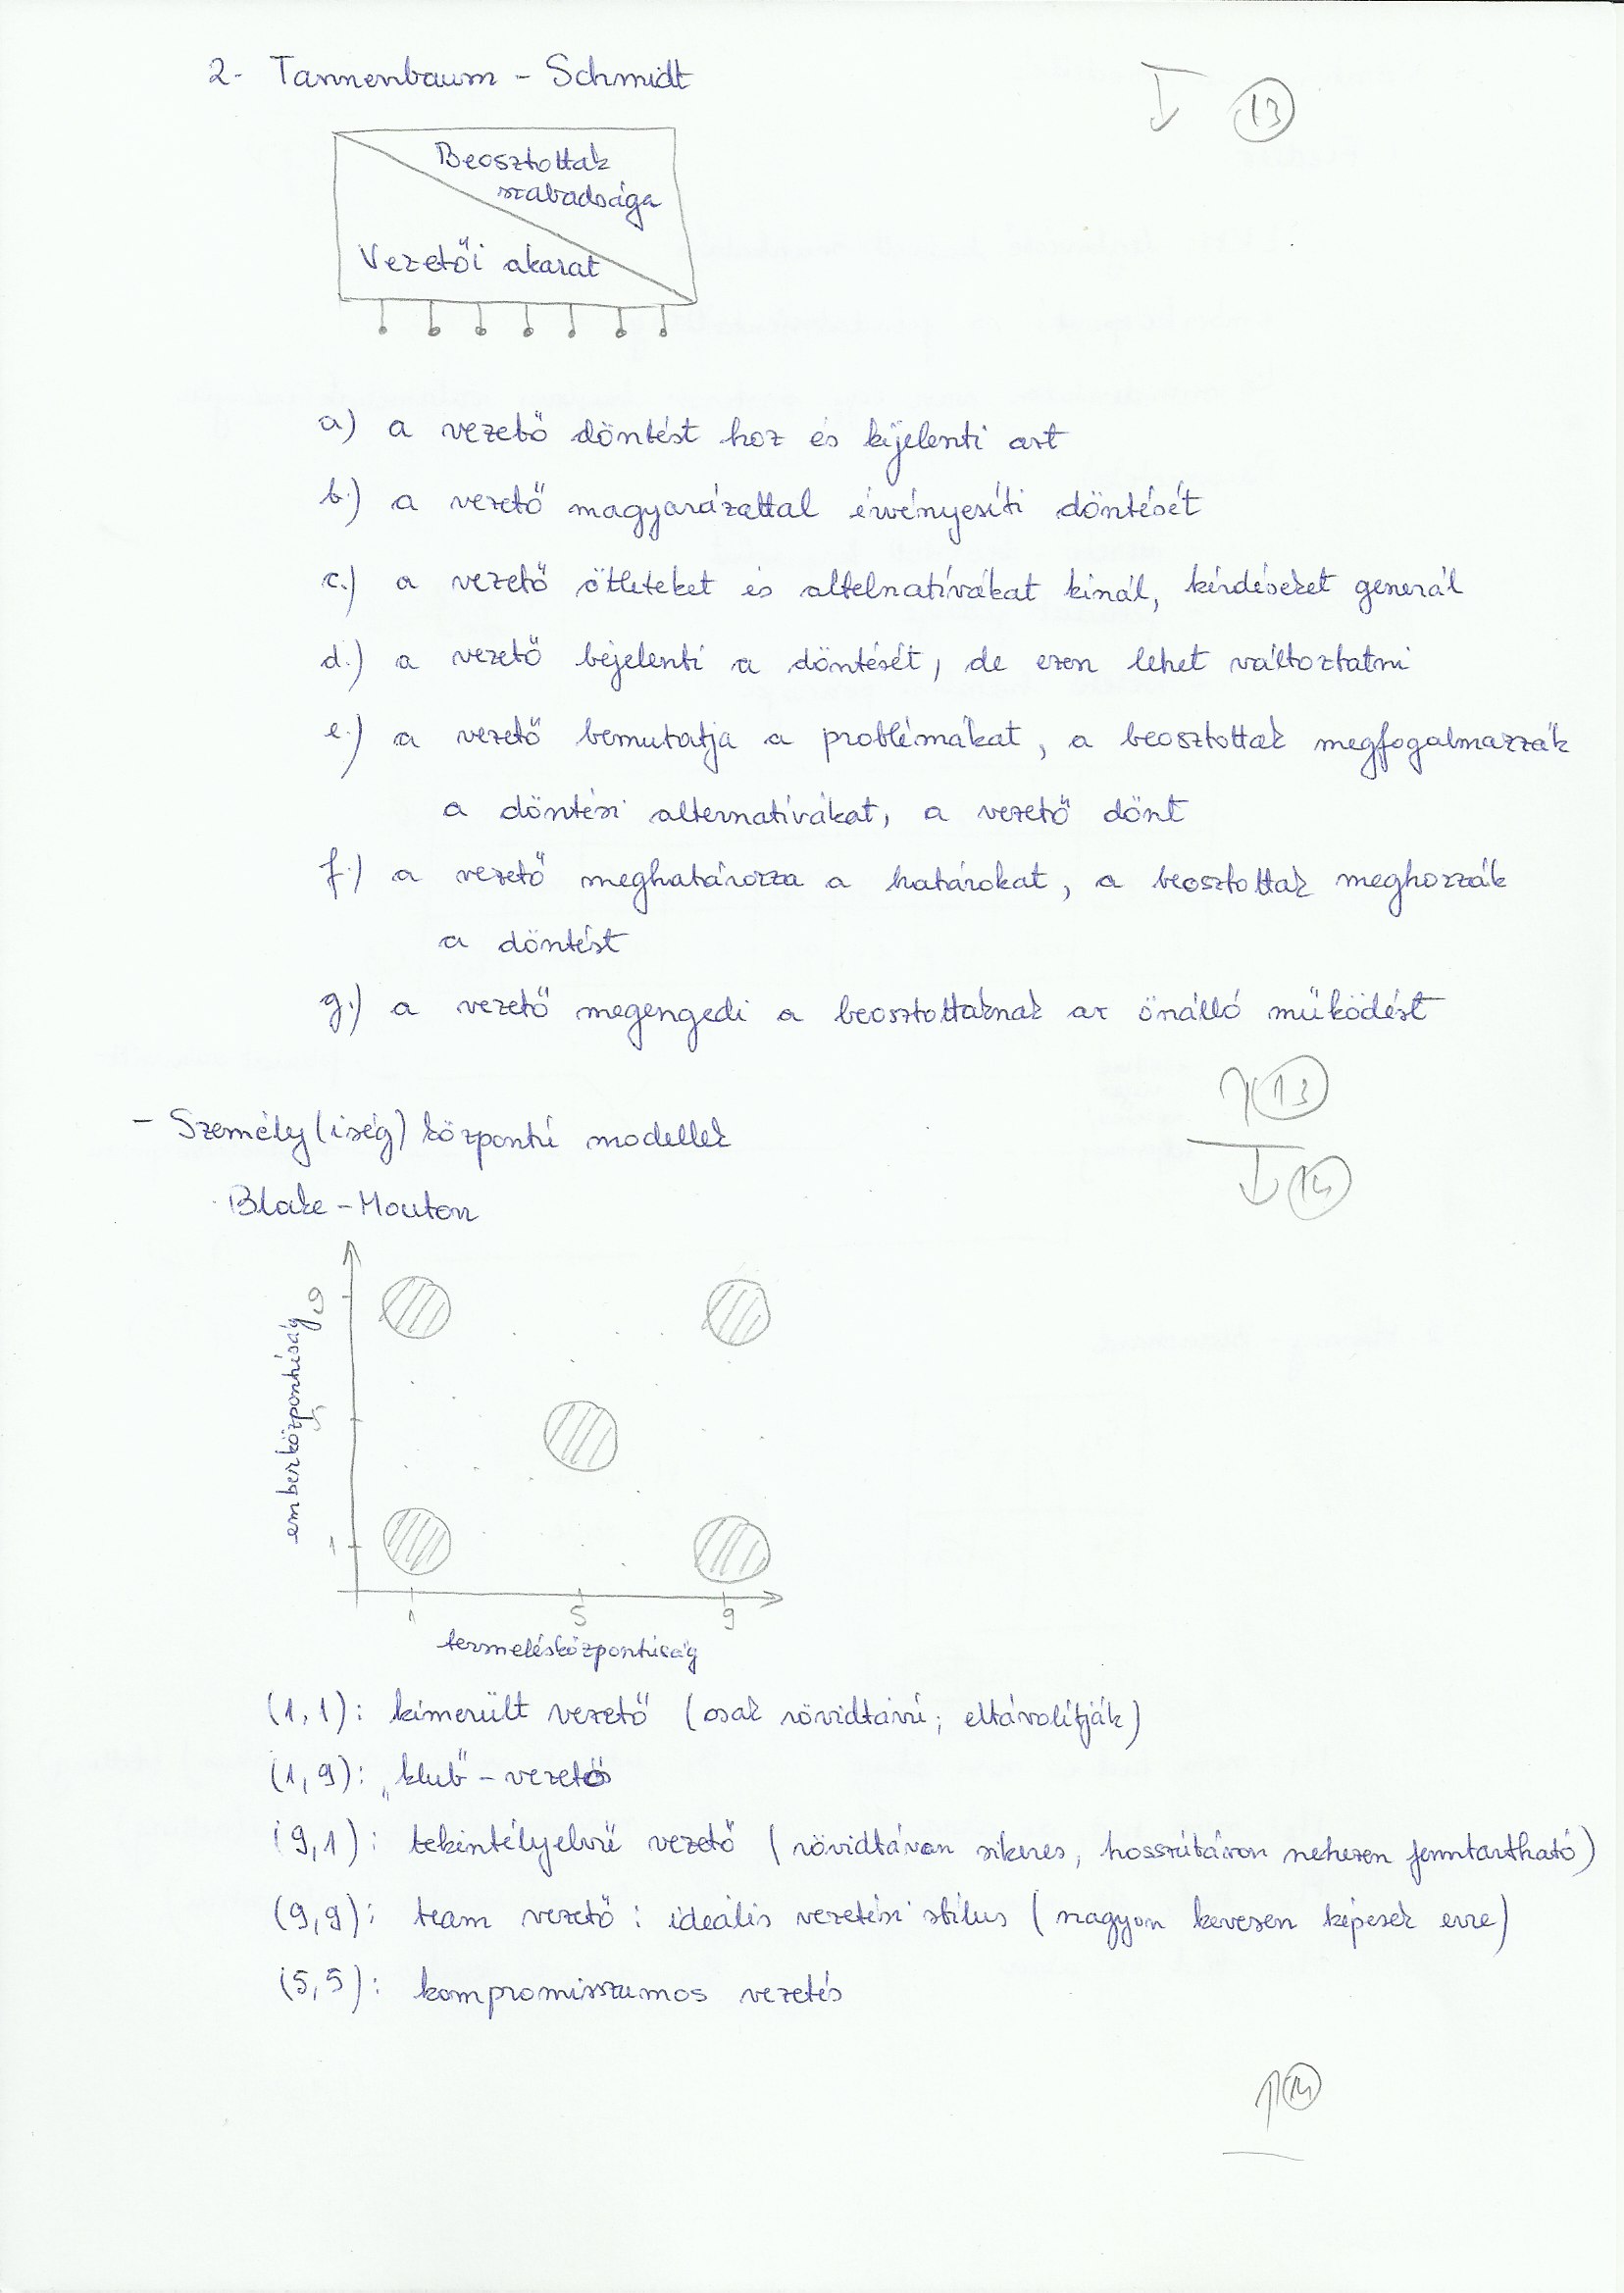 2- Tannenbaum - Schmidt
13
Beosztottak
szabadsága
Vezetői akarat
a) a vezető döntést hoz és kijelenti azt
b.) a vezető magyarázattal érvényesíti döntését
c.) a vezető ötleteket és altelnatívákat kínál, kérdéseket generál
d.) a vezető bejelenti a döntését, de ezen lehet változtatni
e.) a vezető bemutatja a problémákat, a beosztottak megfogalmazzák
a döntési alternatívákat, a vezető dönt
f.) a vezető meghatározza a határokat, a beosztottak meghozzák
a döntést
g.) a vezető megengedi a beosztottaknak az önálló működést
13
- Személy(iség) központú modellek
14
Blake - Mouton
9
5
1
emberközpontúság
1 5 9
termelésközpontúság
(1,1): kimerült vezető (csak rövidtávú; eltávolítják)
(1,9): „klub" - vezető
(9,1): tekintélyelvű vezető (rövidtávon sikeres, hosszútávon nehezen fenntartható)
(9,9): team vezető: ideális vezetési stílus (nagyon kevesen képesek erre)
(5,5): kompromisszumos vezetés
14